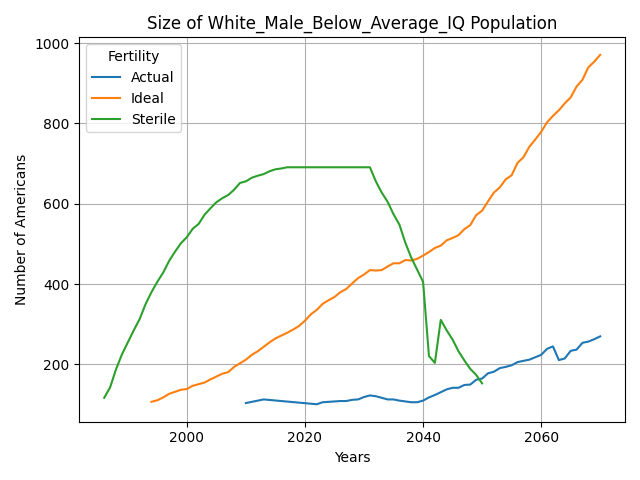 Size of White_Male_Below_Average_IQ Population
Number of Americans
1000
800
600
400
200
Fertility
Actual
Ideal
Sterile
2000
2020
2040
2060
Years